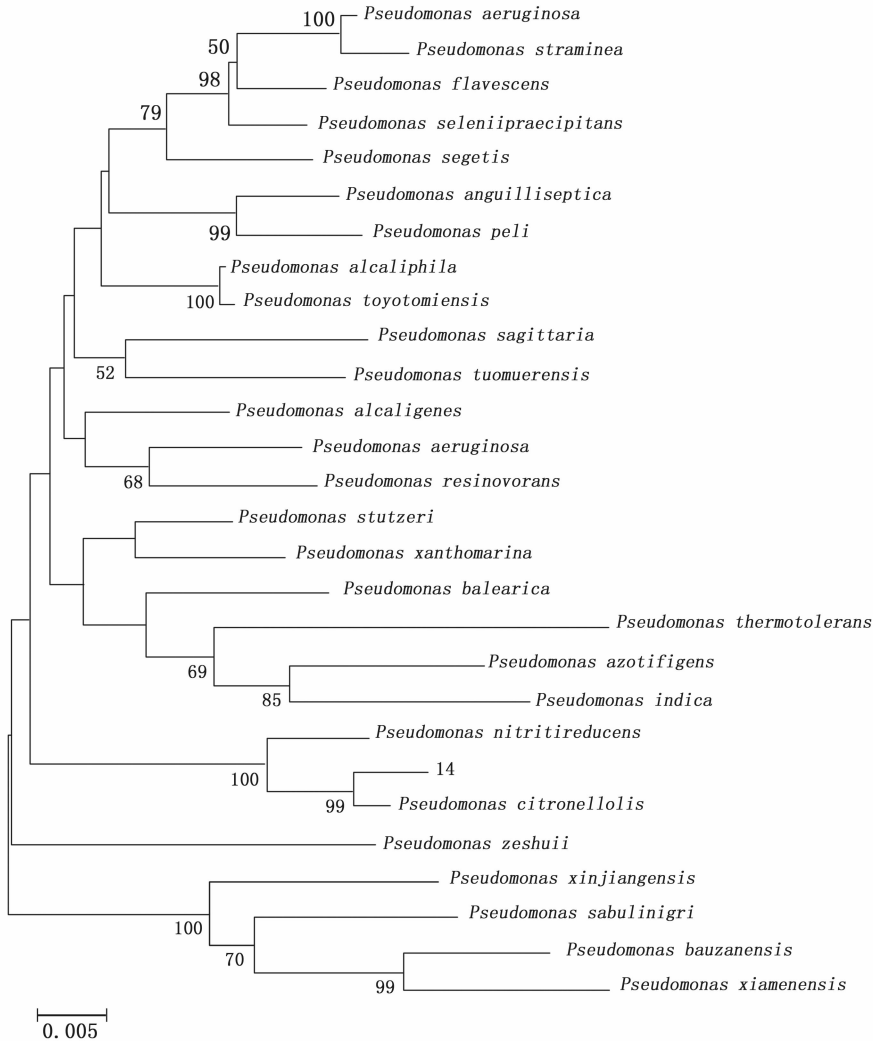 100
Pseudomonas aeruginosa
50
Pseudomonas straminea
98
Pseudomonas flavescens
79
Pseudomonas seleniipraecipitans
Pseudomonas segetis
Pseudomonas anguilliseptica
99
Pseudomonas peli
Pseudomonas alcaliphila
100
Pseudomonas toyotomiensis
Pseudomonas sagittaria
52
Pseudomonas tuomuerensis
Pseudomonas alcaligenes
Pseudomonas aeruginosa
68
Pseudomonas resinovorans
Pseudomonas stutzeri
Pseudomonas xanthomarina
Pseudomonas balearica
Pseudomonas thermotolerans
69
Pseudomonas azotifigens
85
Pseudomonas indica
Pseudomonas nitritireducens
100
14
99
Pseudomonas citronellolis
Pseudomonas zeshuii
Pseudomonas xinjiangensis
100
Pseudomonas sabulinigri
70
Pseudomonas bauzanensis
99
Pseudomonas xiamenensis
0.005